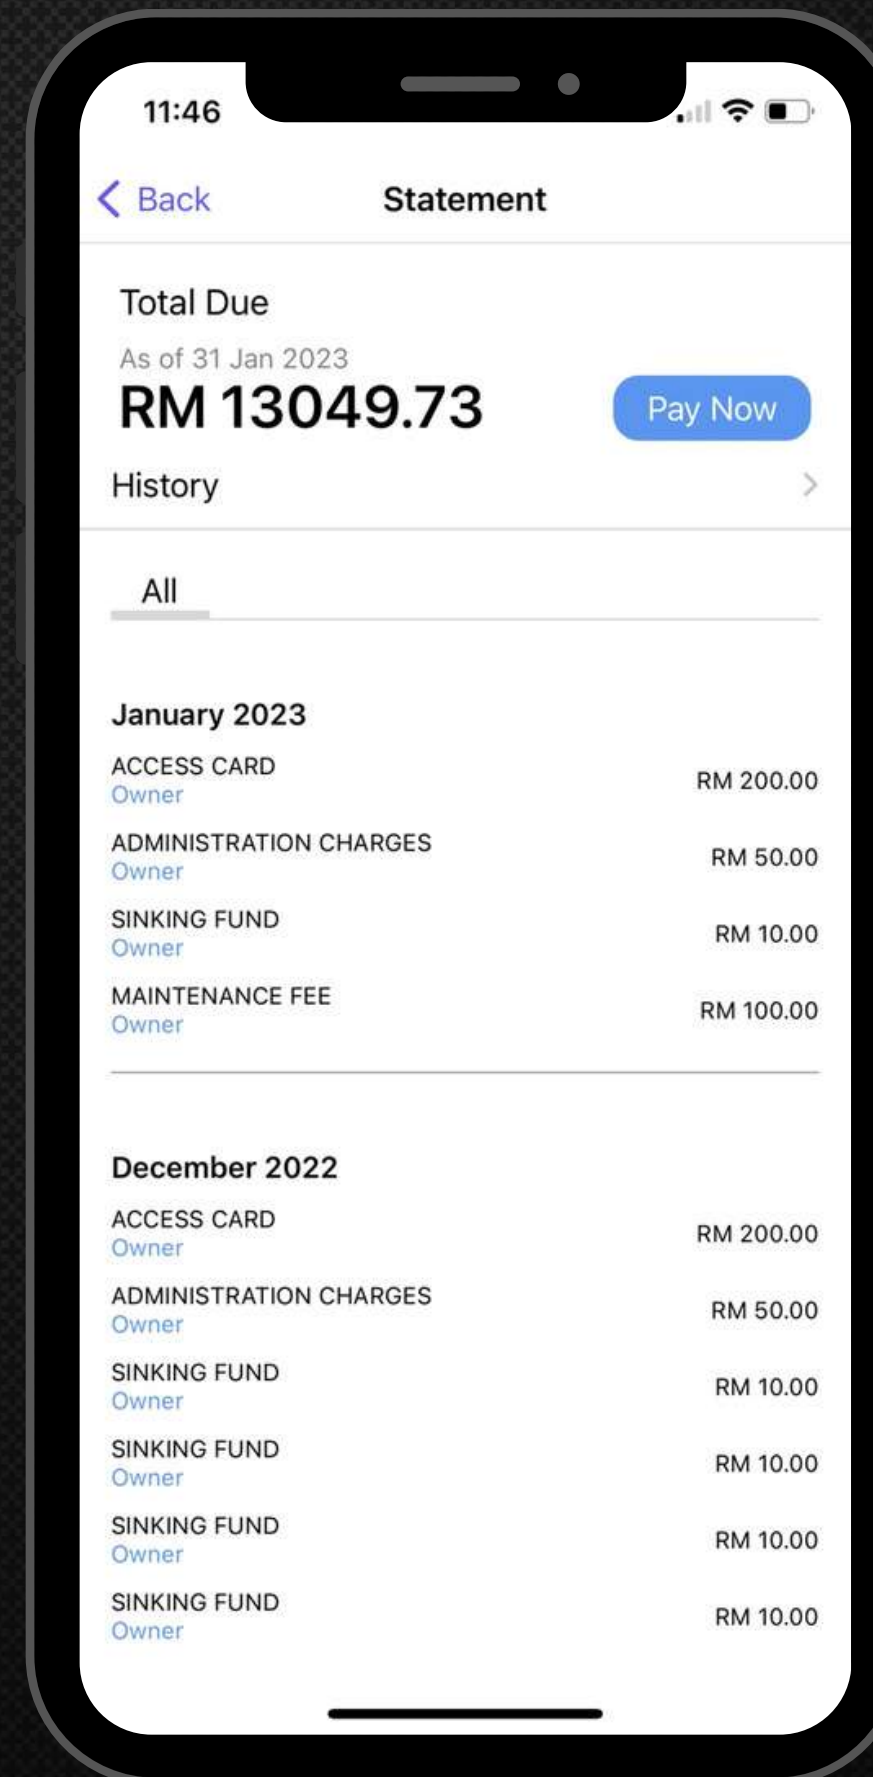 11:46
Back
Statement
Total Due
As of 31 Jan 2023
RM 13049.73
Pay Now
History
All
January 2023
ACCESS CARD
Owner
RM 200.00
ADMINISTRATION CHARGES
Owner
RM 50.00
SINKING FUND
Owner
RM 10.00
MAINTENANCE FEE
Owner
RM 100.00
December 2022
ACCESS CARD
Owner
RM 200.00
ADMINISTRATION CHARGES
Owner
RM 50.00
SINKING FUND
Owner
RM 10.00
SINKING FUND
Owner
RM 10.00
SINKING FUND
Owner
RM 10.00
SINKING FUND
Owner
RM 10.00